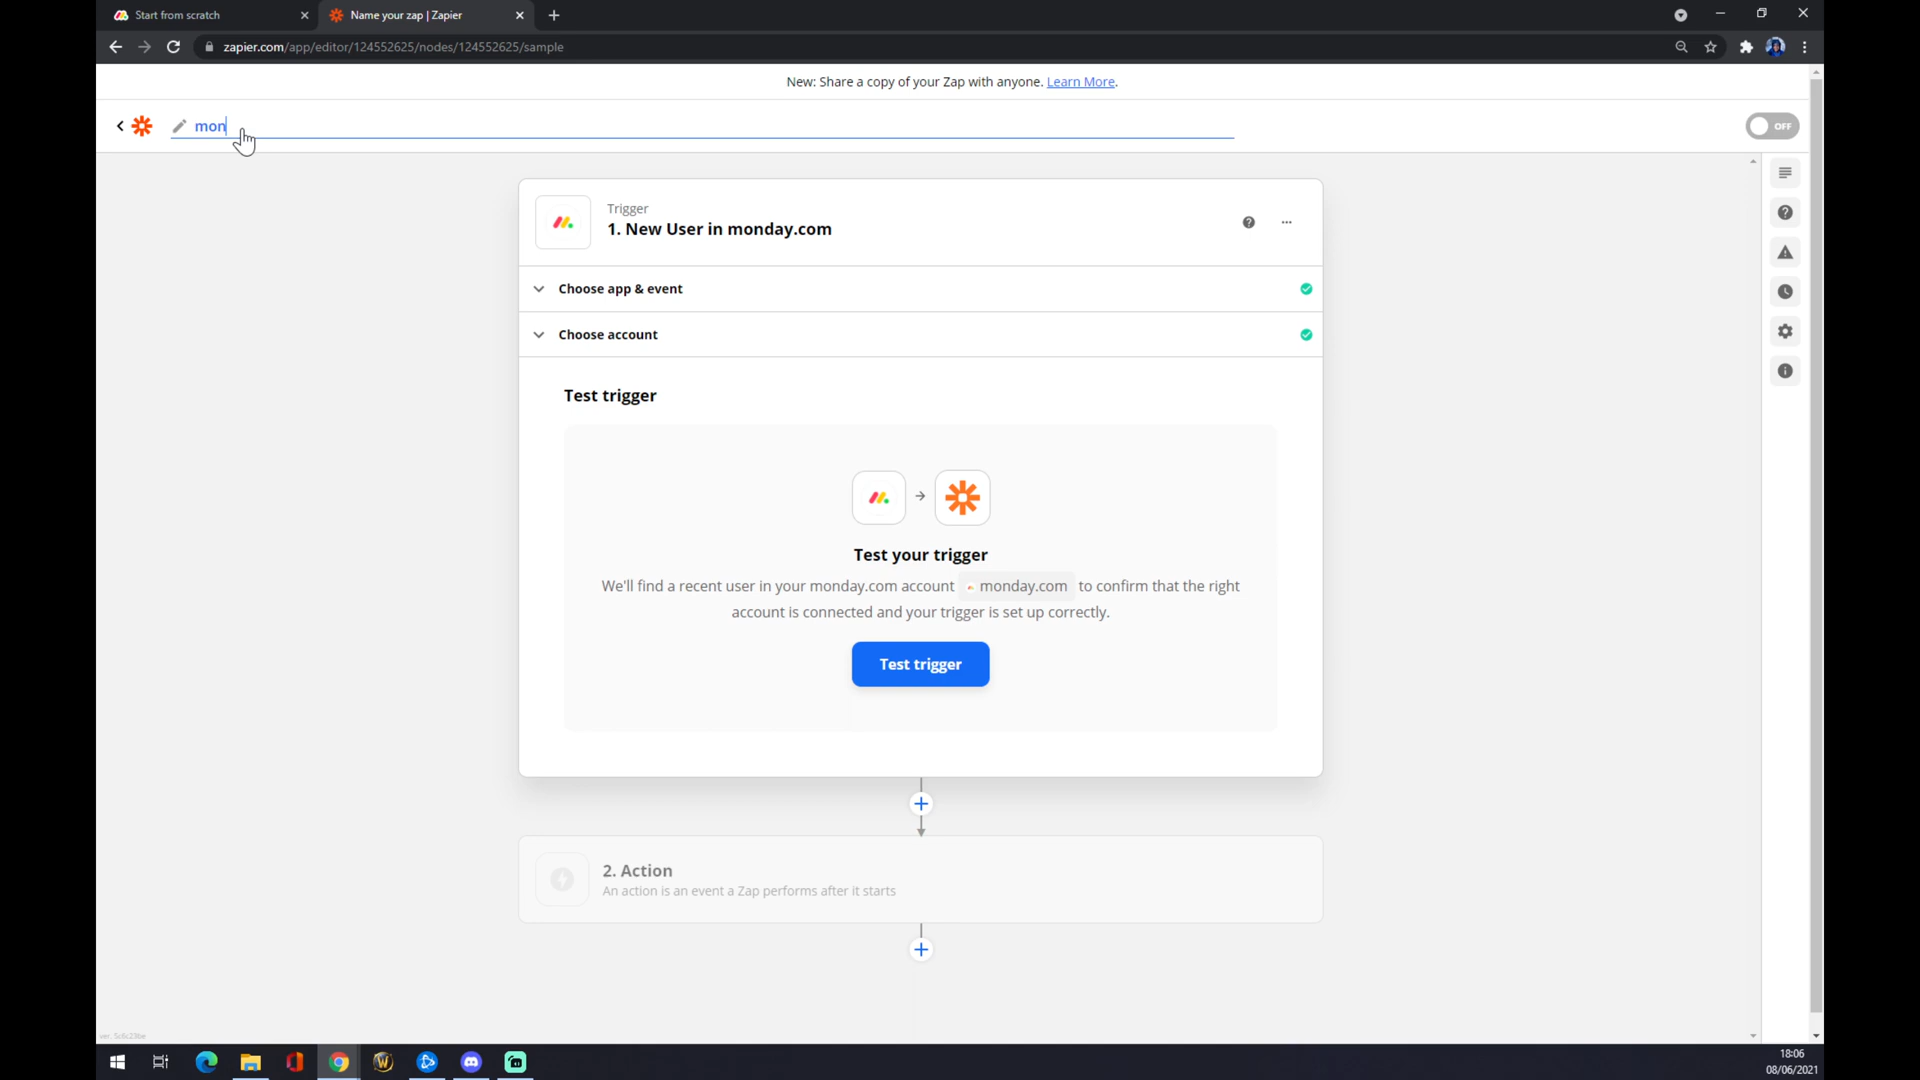 Start from scratch
Name your zap | Zapier
zapier.com/app/editor/124552625/nodes/124552625/sample
New: Share a copy of your Zap with anyone. Learn More.
mon
OFF
Trigger
1. New User in monday.com
Choose app & event
Choose account
Test trigger
Test your trigger
We'll find a recent user in your monday.com account monday.com to confirm that the right
account is connected and your trigger is set up correctly.
Test trigger
2. Action
An action is an event a Zap performs after it starts
18:06
08/06/2021